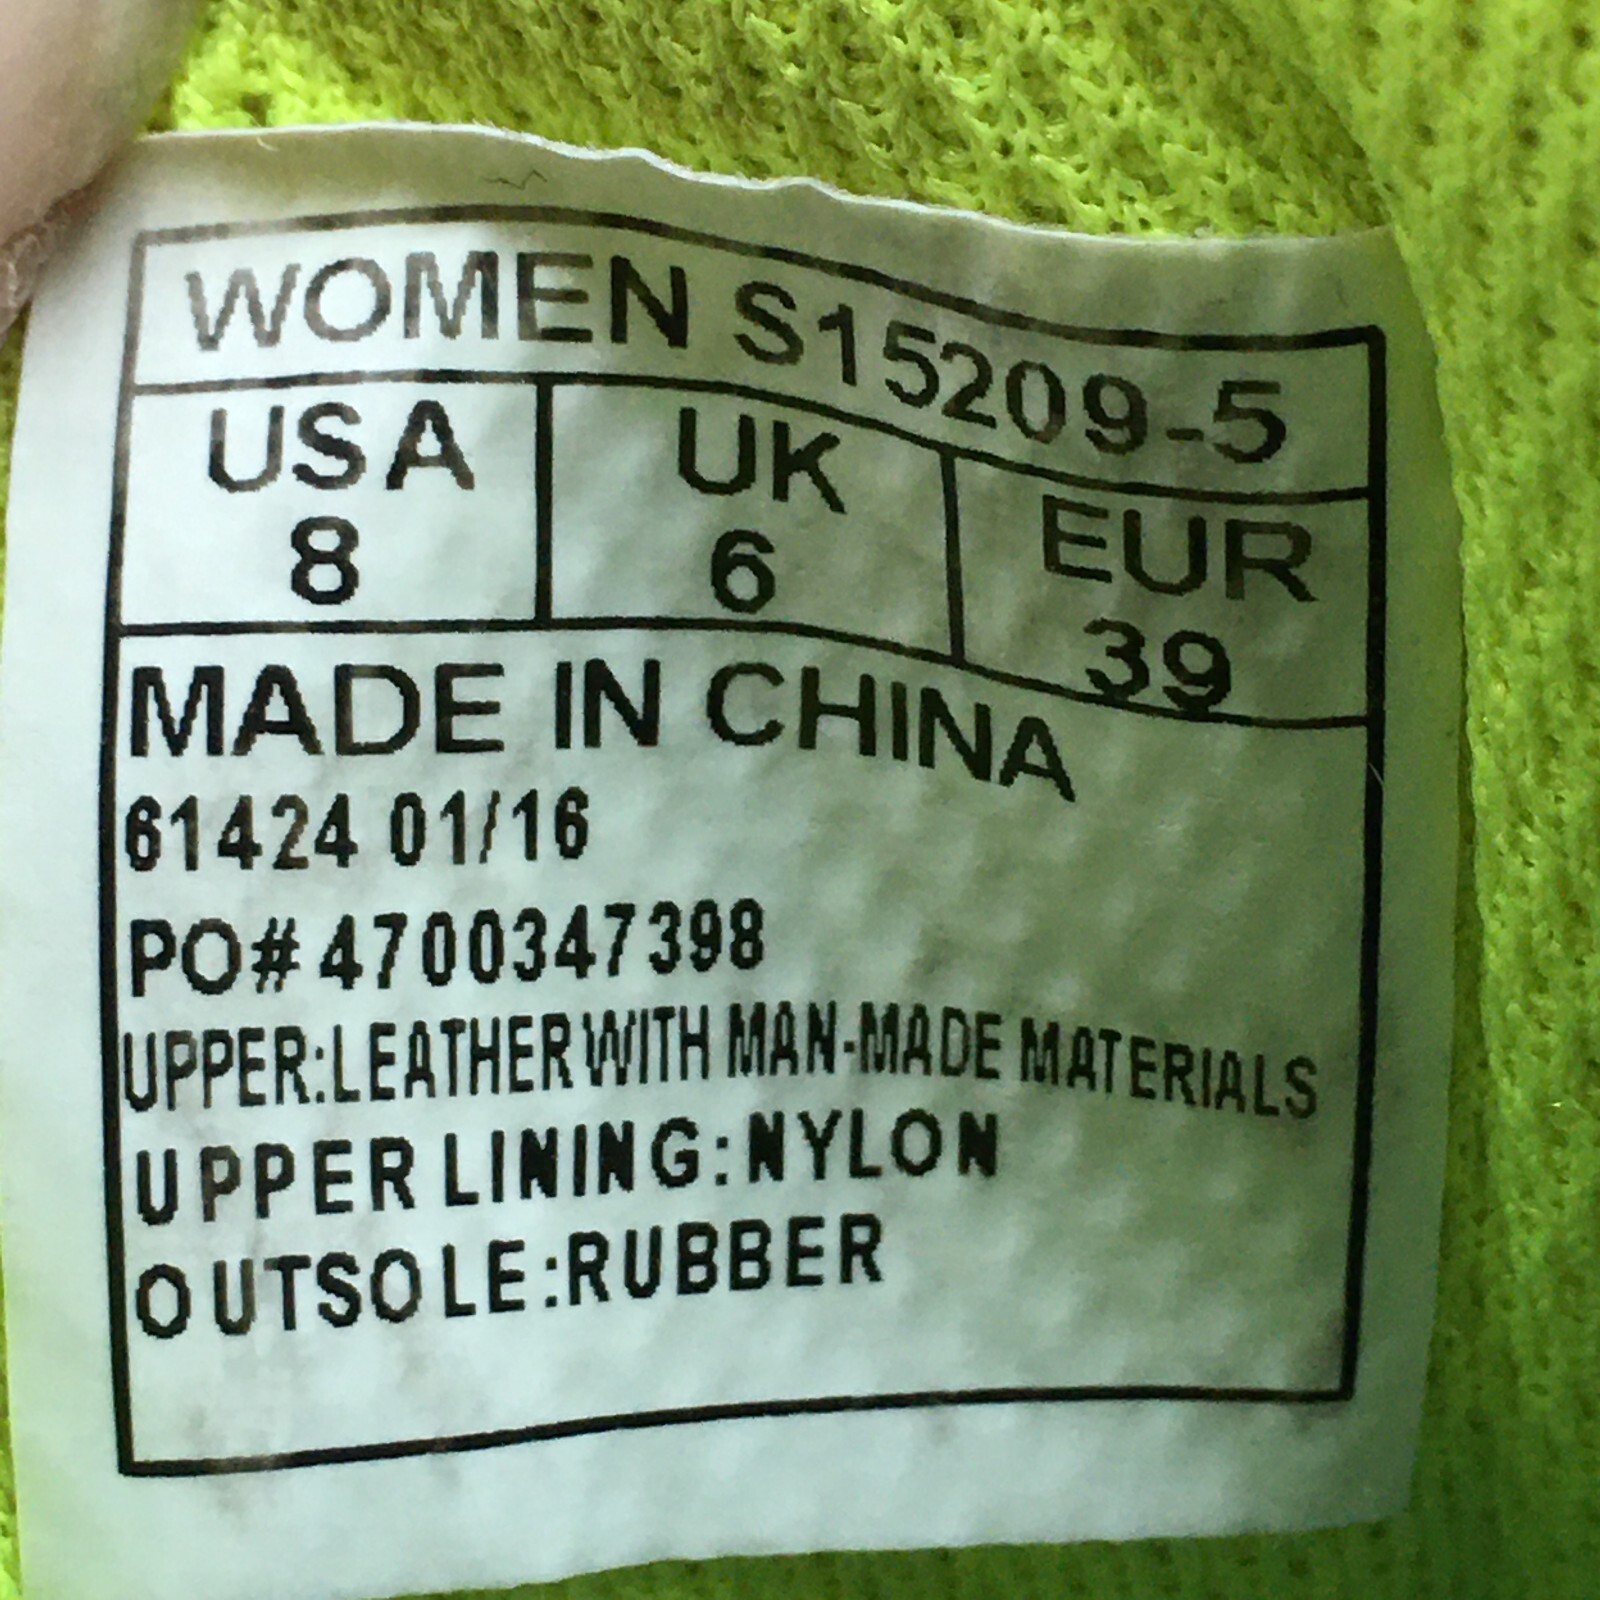 WOMEN S15209-5
USA UK EUR
8 6 39
MADE IN CHINA
61424 01/16
PO# 4700347398
UPPER:LEATHER WITH MAN-MADE MATERIALS
UPPER LINING:NYLON
OUTSOLE:RUBBER